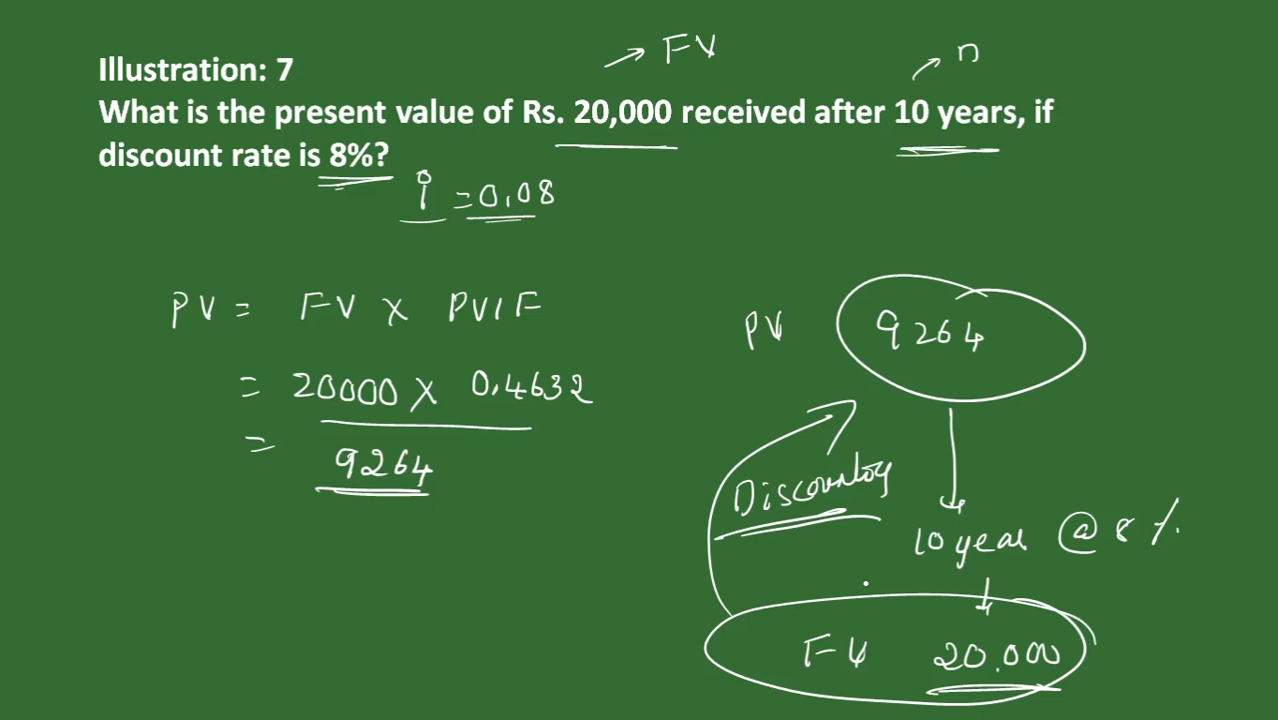 → FV
→ n
Illustration: 7
What is the present value of Rs. 20,000 received after 10 years, if
discount rate is 8%?
i = 0.08
PV = FV x PVIF
= 20000 x 0.4632
= 9264
PV 9264
Discounting
10 year @ 8 %
FV 20.000